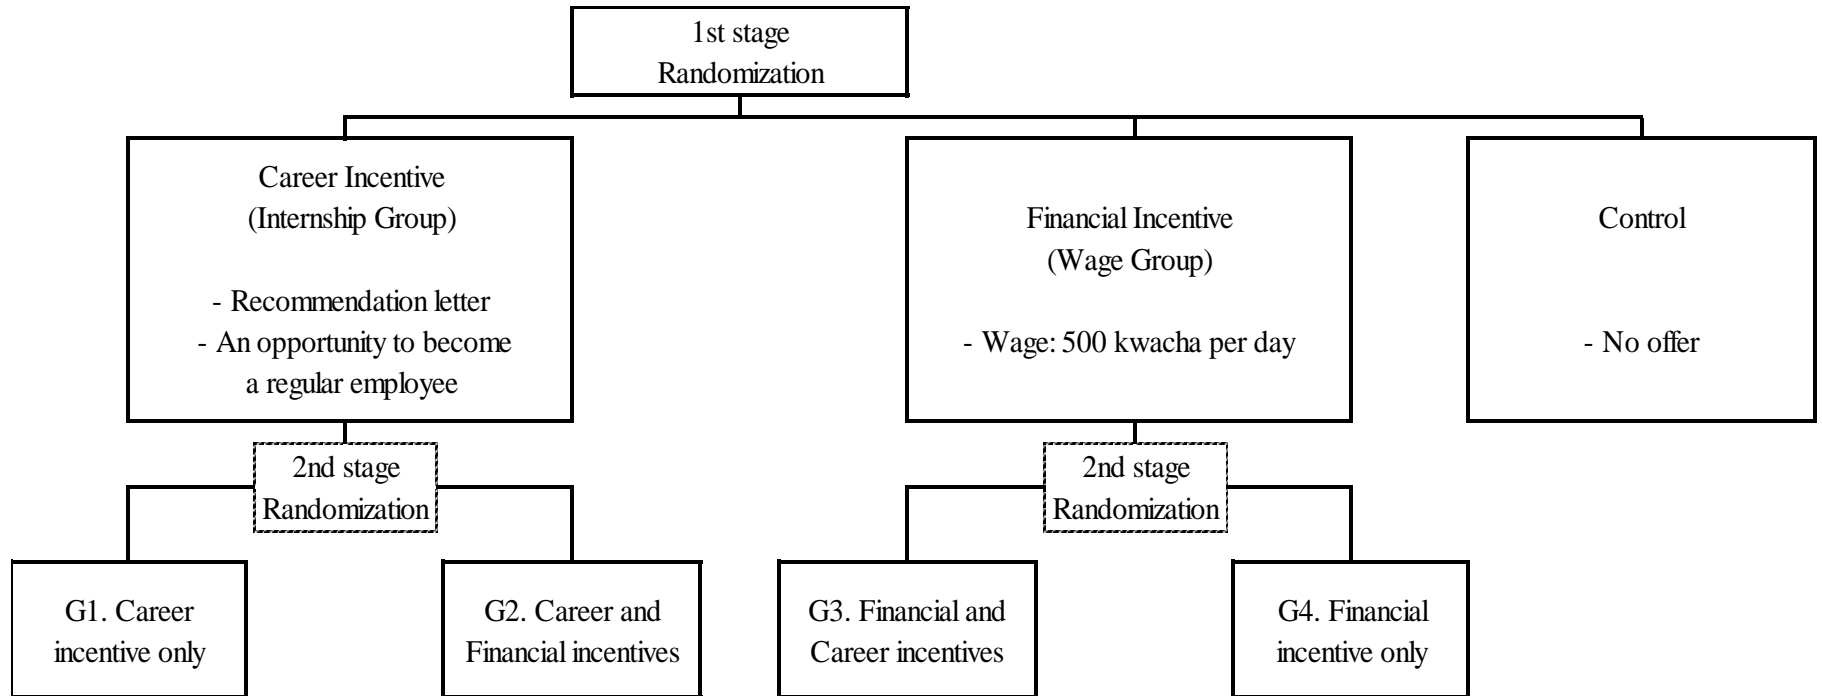 1st stage
Randomization
Career Incentive
(Internship Group)
- Recommendation letter
- An opportunity to become
a regular employee
Financial Incentive
(Wage Group)
- Wage: 500 kwacha per day
Control
- No offer
2nd stage
Randomization
2nd stage
Randomization
G1. Career
incentive only
G2. Career and
Financial incentives
G3. Financial and
Career incentives
G4. Financial
incentive only